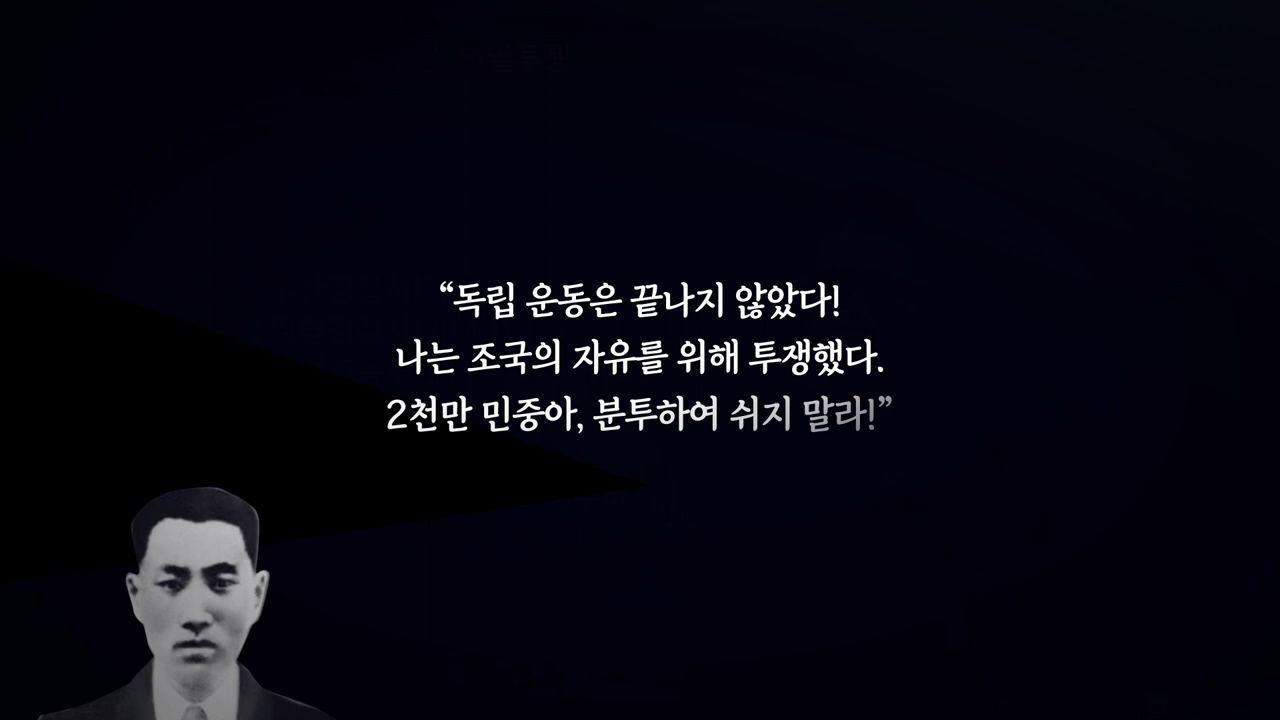 “독립 운동은 끝나지 않았다!
나는 조국의 자유를 위해 투쟁했다.
2천만 민중아, 분투하여 쉬지 말라!”